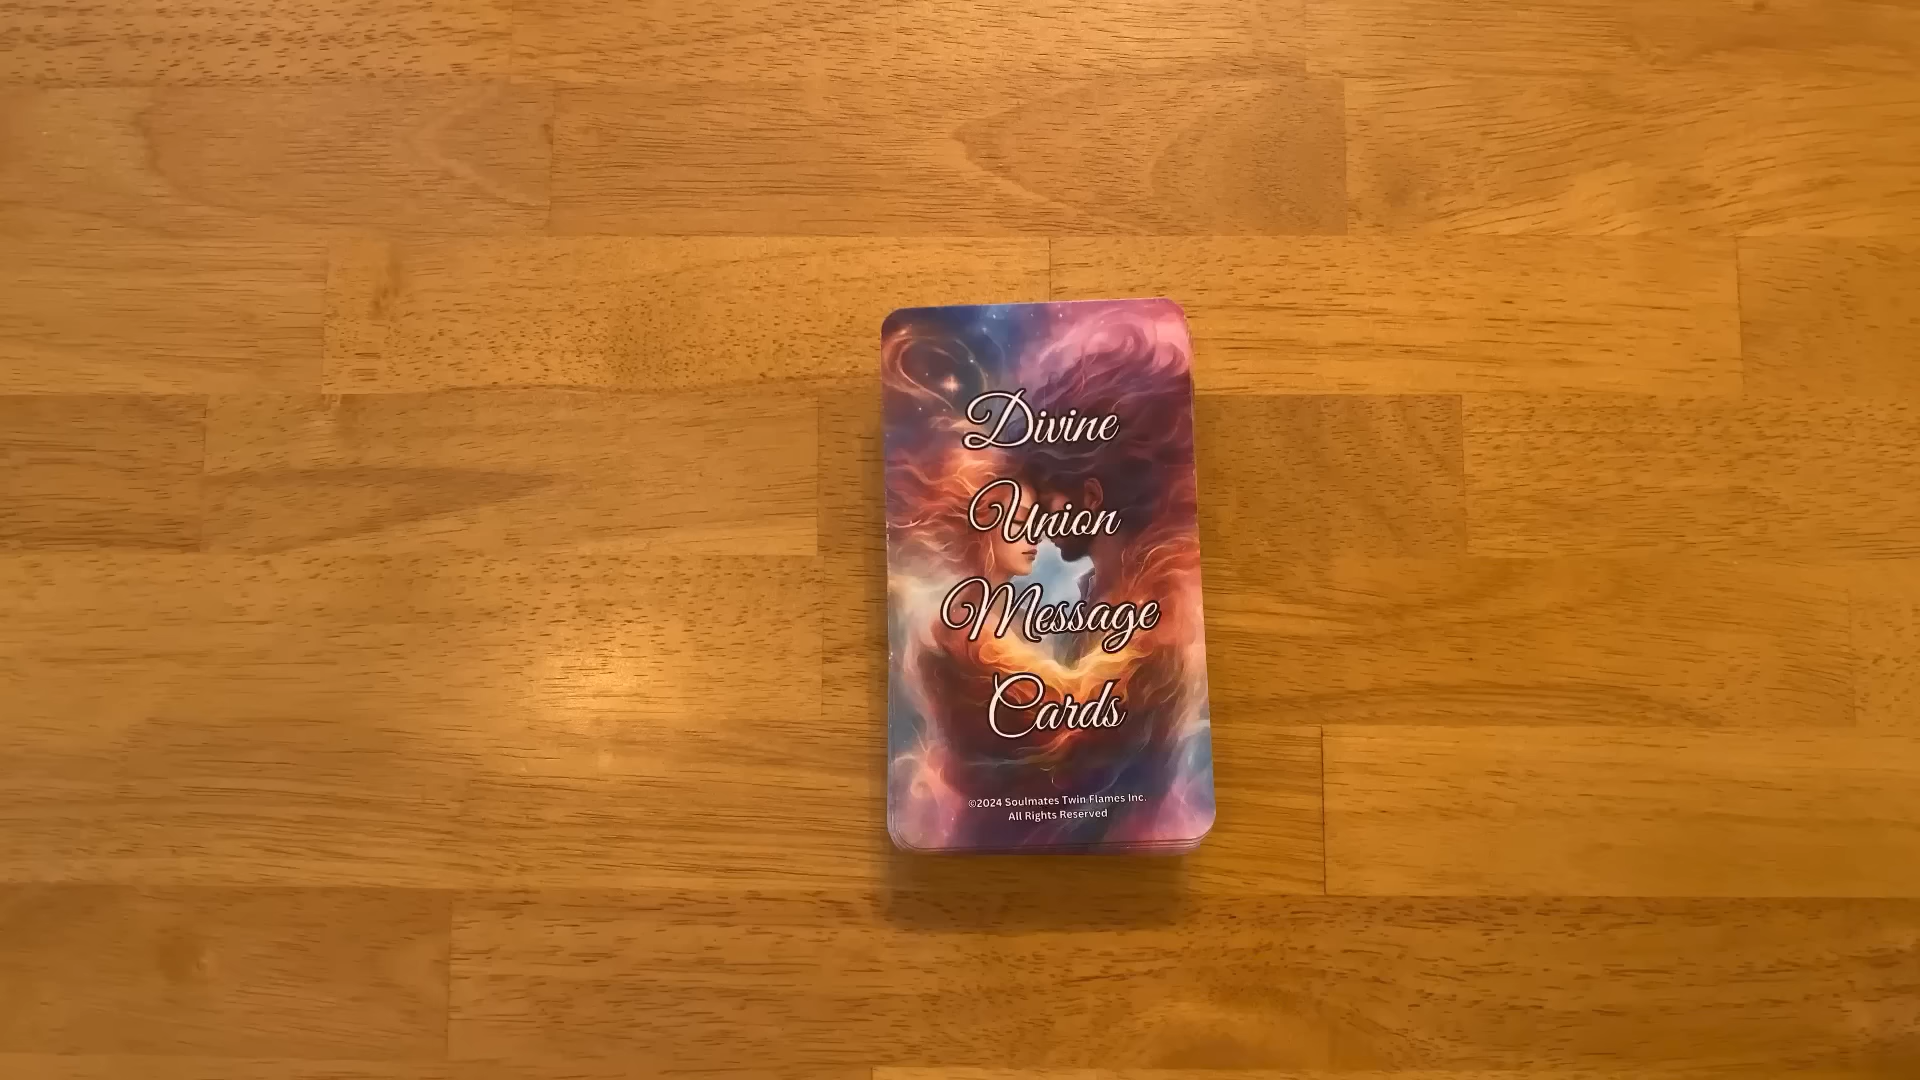 Divine
Union
Message
Cards
©2024 Soulmates Twin Flames Inc.
All Rights Reserved